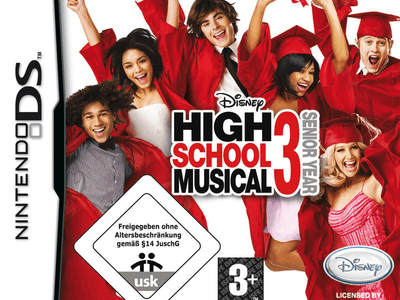 NINTENDO DS™
Disney
HIGH
SCHOOL
MUSICAL
3
SENIOR YEAR
Freigegeben ohne
Altersbeschränkung
gemäß §14 JuschG
usk
3+
Disney
LICENSED BY